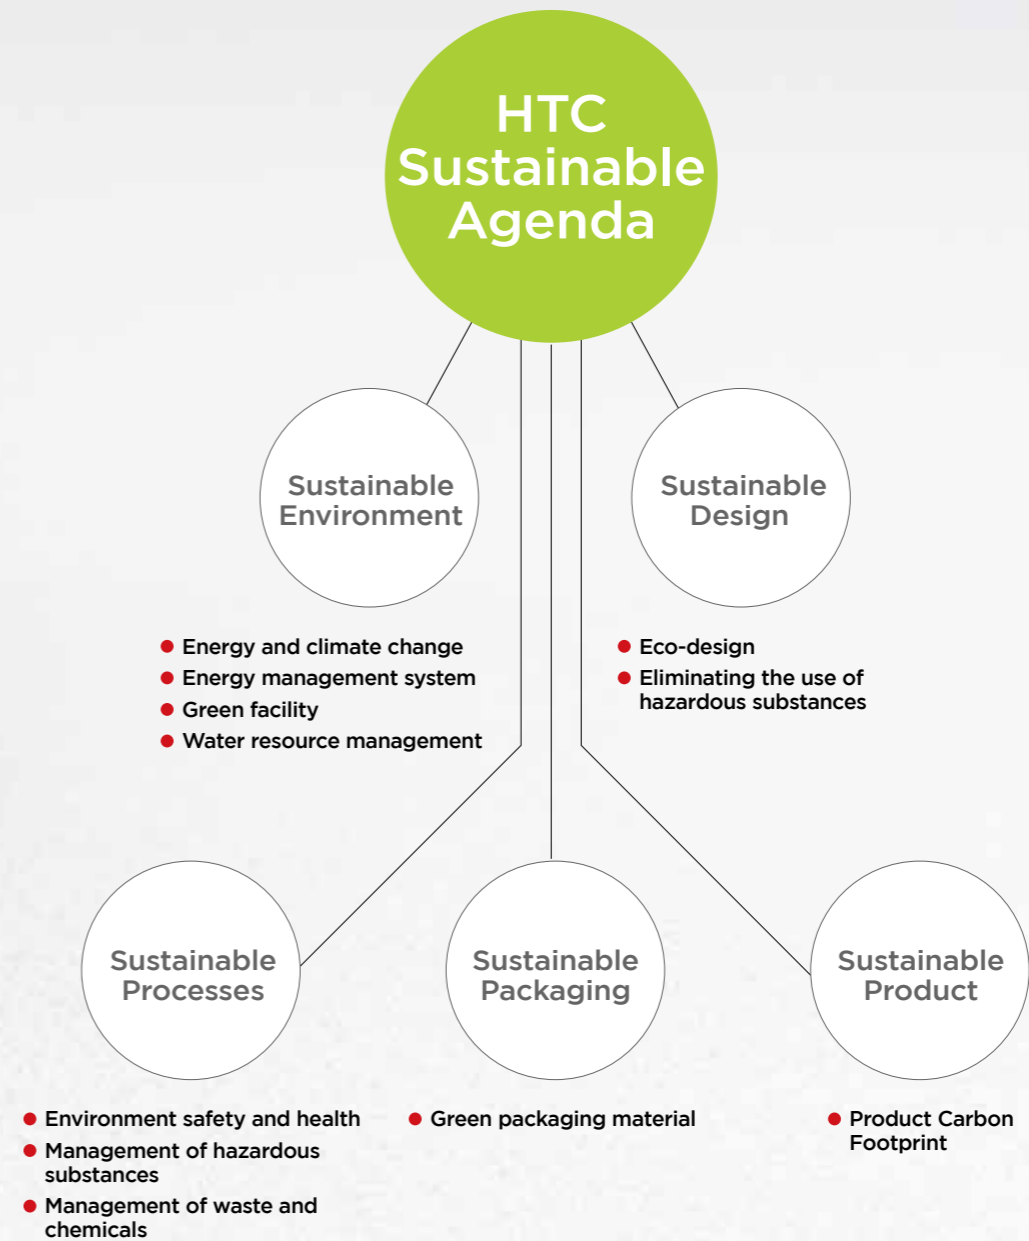 HTC
Sustainable
Agenda
Sustainable
Environment
Sustainable
Design
Energy and climate change
Energy management system
Green facility
Water resource management
Eco-design
Eliminating the use of
hazardous substances
Sustainable
Processes
Sustainable
Packaging
Sustainable
Product
Environment safety and health
Management of hazardous
substances
Management of waste and
chemicals
Green packaging material
Product Carbon
Footprint